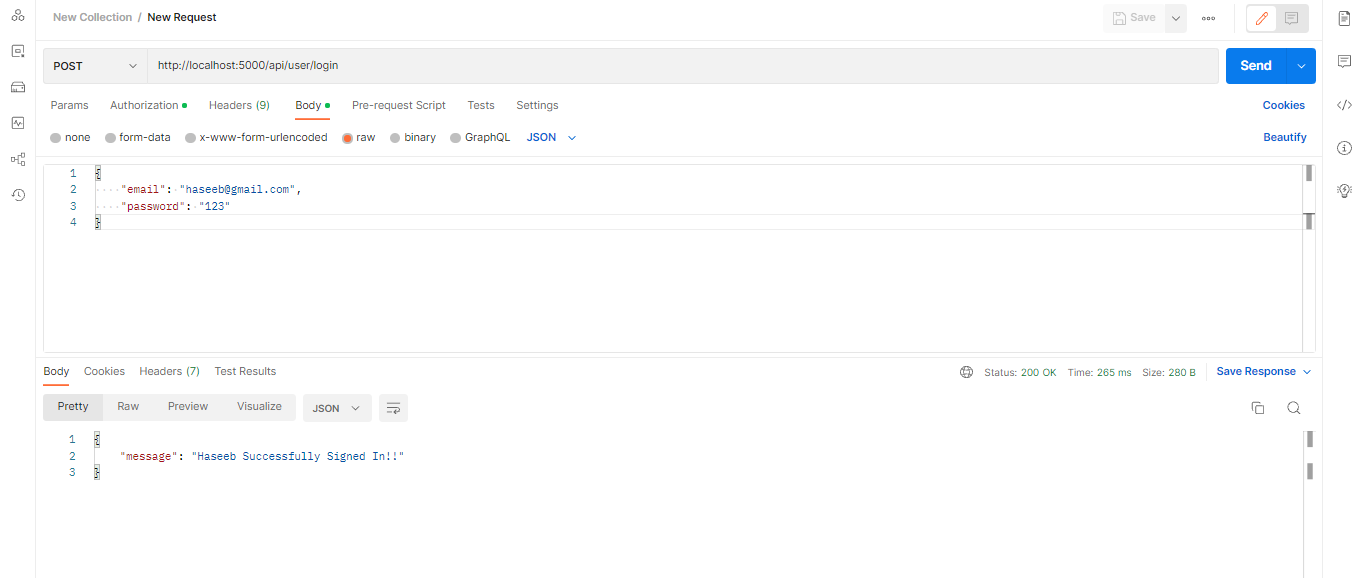 New Collection / New Request
Save
POST
http://localhost:5000/api/user/login
Send
Params Authorization Headers (9) Body Pre-request Script Tests Settings Cookies
none form-data x-www-form-urlencoded raw binary GraphQL JSON Beautify
1 {
2 "email": "haseeb@gmail.com",
3 "password": "123"
4 }
Body Cookies Headers (7) Test Results Status: 200 OK Time: 265 ms Size: 280 B Save Response
Pretty Raw Preview Visualize JSON
1 {
2 "message": "Haseeb Successfully Signed In!!"
3 }